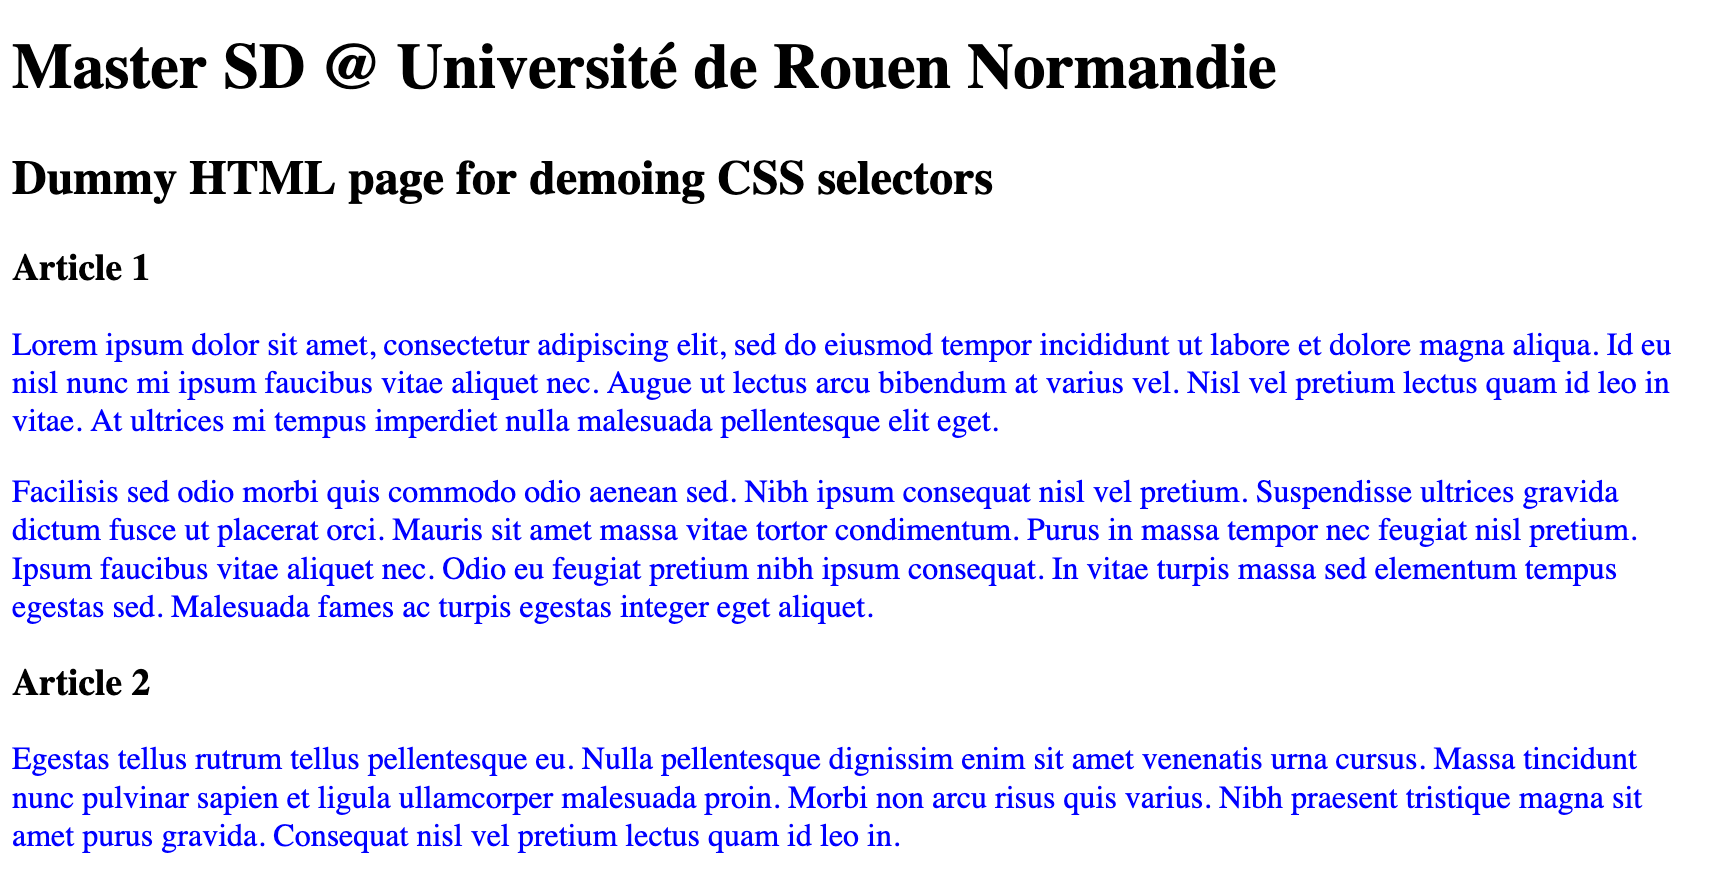 Master SD @ Université de Rouen Normandie
Dummy HTML page for demoing CSS selectors
Article 1
Lorem ipsum dolor sit amet, consectetur adipiscing elit, sed do eiusmod tempor incididunt ut labore et dolore magna aliqua. Id eu
nisl nunc mi ipsum faucibus vitae aliquet nec. Augue ut lectus arcu bibendum at varius vel. Nisl vel pretium lectus quam id leo in
vitae. At ultrices mi tempus imperdiet nulla malesuada pellentesque elit eget.
Facilisis sed odio morbi quis commodo odio aenean sed. Nibh ipsum consequat nisl vel pretium. Suspendisse ultrices gravida
dictum fusce ut placerat orci. Mauris sit amet massa vitae tortor condimentum. Purus in massa tempor nec feugiat nisl pretium.
Ipsum faucibus vitae aliquet nec. Odio eu feugiat pretium nibh ipsum consequat. In vitae turpis massa sed elementum tempus
egestas sed. Malesuada fames ac turpis egestas integer eget aliquet.
Article 2
Egestas tellus rutrum tellus pellentesque eu. Nulla pellentesque dignissim enim sit amet venenatis urna cursus. Massa tincidunt
nunc pulvinar sapien et ligula ullamcorper malesuada proin. Morbi non arcu risus quis varius. Nibh praesent tristique magna sit
amet purus gravida. Consequat nisl vel pretium lectus quam id leo in.